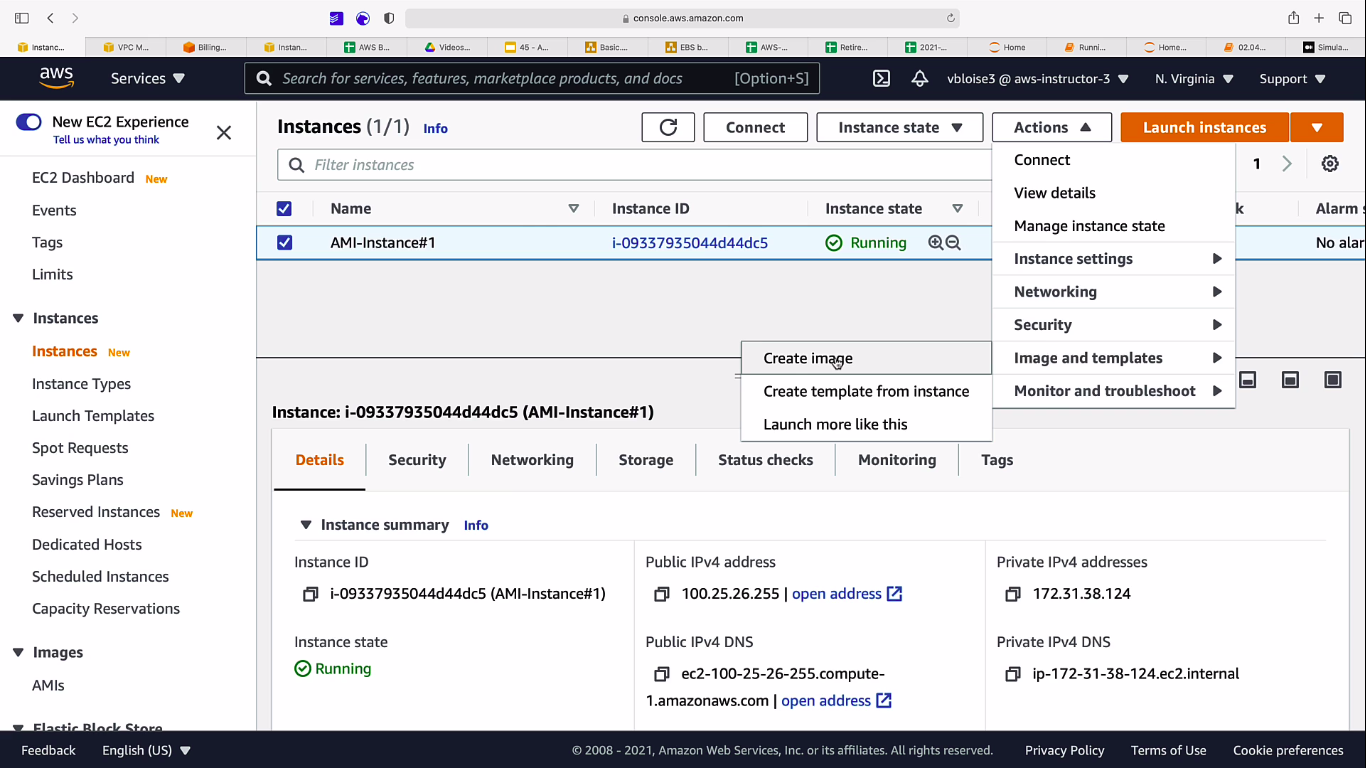 console.aws.amazon.com
Instanc...
VPC M...
Billing...
Instan...
AWS B...
Videos...
45 - A...
Basic...
EBS b...
AWS-...
Retire...
2021-...
Home
Runni...
Home...
02.04...
Simula...
aws
Services
Search for services, features, marketplace products, and docs
[Option+S]
vbloise3 @ aws-instructor-3
N. Virginia
Support
New EC2 Experience
Tell us what you think
EC2 Dashboard New
Events
Tags
Limits
Instances
Instances New
Instance Types
Launch Templates
Spot Requests
Savings Plans
Reserved Instances New
Dedicated Hosts
Scheduled Instances
Capacity Reservations
Images
AMIs
Elastic Block Store
Instances (1/1) Info
Connect
Instance state
Actions
Launch instances
Filter instances
1
Name
Instance ID
Instance state
k
Alarm s
AMI-Instance#1
i-09337935044d44dc5
Running
No alar
Connect
View details
Manage instance state
Instance settings
Networking
Security
Image and templates
Monitor and troubleshoot
Create image
Create template from instance
Launch more like this
Instance: i-09337935044d44dc5 (AMI-Instance#1)
Details
Security
Networking
Storage
Status checks
Monitoring
Tags
Instance summary Info
Instance ID
i-09337935044d44dc5 (AMI-Instance#1)
Public IPv4 address
100.25.26.255 | open address
Private IPv4 addresses
172.31.38.124
Instance state
Running
Public IPv4 DNS
ec2-100-25-26-255.compute-
1.amazonaws.com | open address
Private IPv4 DNS
ip-172-31-38-124.ec2.internal
Feedback
English (US)
© 2008 - 2021, Amazon Web Services, Inc. or its affiliates. All rights reserved.
Privacy Policy
Terms of Use
Cookie preferences